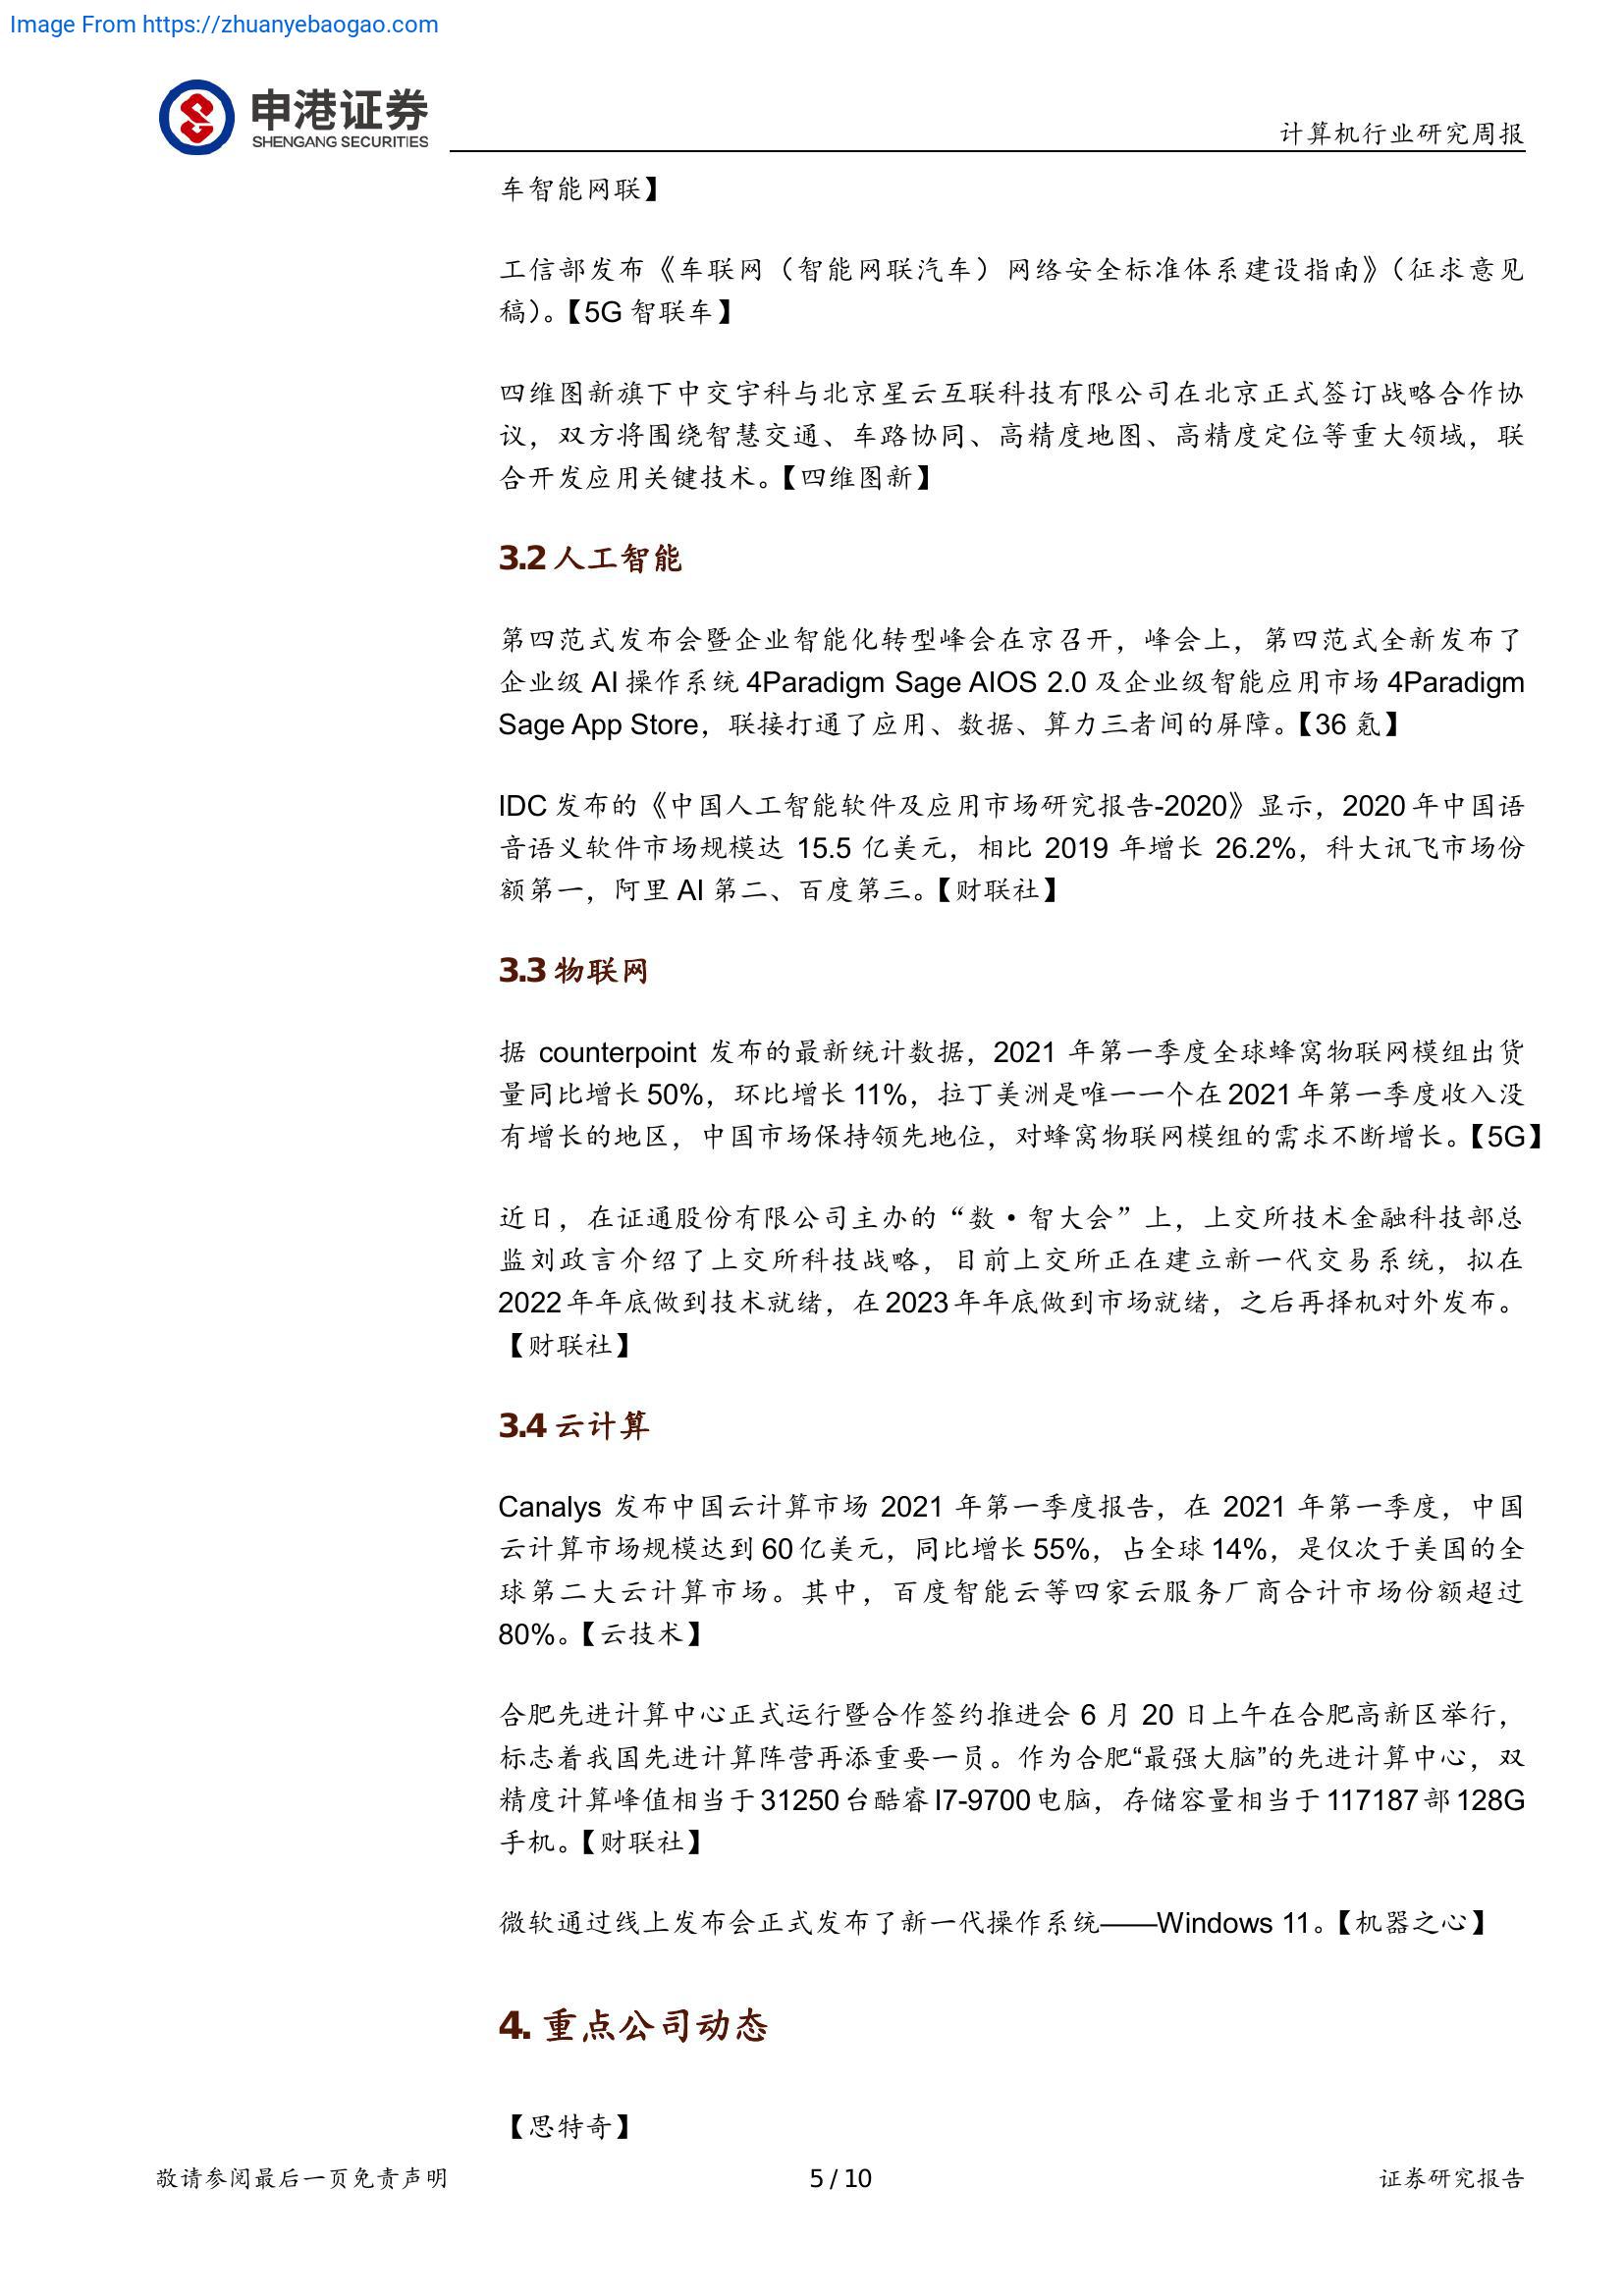 Image From https://zhuanyebaogao.com
申港证券
SHENGANG SECURITIES
计算机行业研究周报
车智能网联】
工信部发布《车联网（智能网联汽车）网络安全标准体系建设指南》（征求意见
稿）。【5G 智联车】
四维图新旗下中交宇科与北京星云互联科技有限公司在北京正式签订战略合作协
议，双方将围绕智慧交通、车路协同、高精度地图、高精度定位等重大领域，联
合开发应用关键技术。【四维图新】
3.2 人工智能
第四范式发布会暨企业智能化转型峰会在京召开，峰会上，第四范式全新发布了
企业级 AI 操作系统 4Paradigm Sage AIOS 2.0 及企业级智能应用市场 4Paradigm
Sage App Store，联接打通了应用、数据、算力三者间的屏障。【36 氪】
IDC 发布的《中国人工智能软件及应用市场研究报告-2020》显示，2020 年中国语
音语义软件市场规模达 15.5 亿美元，相比 2019 年增长 26.2%，科大讯飞市场份
额第一，阿里 AI 第二、百度第三。【财联社】
3.3 物联网
据 counterpoint 发布的最新统计数据，2021 年第一季度全球蜂窝物联网模组出货
量同比增长 50%，环比增长 11%，拉丁美洲是唯一一个在 2021 年第一季度收入没
有增长的地区，中国市场保持领先地位，对蜂窝物联网模组的需求不断增长。【5G】
近日，在证通股份有限公司主办的“数·智大会”上，上交所技术金融科技部总
监刘政言介绍了上交所科技战略，目前上交所正在建立新一代交易系统，拟在
2022 年年底做到技术就绪，在 2023 年年底做到市场就绪，之后再择机对外发布。
【财联社】
3.4 云计算
Canalys 发布中国云计算市场 2021 年第一季度报告，在 2021 年第一季度，中国
云计算市场规模达到 60 亿美元，同比增长 55%，占全球 14%，是仅次于美国的全
球第二大云计算市场。其中，百度智能云等四家云服务厂商合计市场份额超过
80%。【云技术】
合肥先进计算中心正式运行暨合作签约推进会 6 月 20 日上午在合肥高新区举行，
标志着我国先进计算阵营再添重要一员。作为合肥“最强大脑”的先进计算中心，双
精度计算峰值相当于 31250 台酷睿 I7-9700 电脑，存储容量相当于 117187 部 128G
手机。【财联社】
微软通过线上发布会正式发布了新一代操作系统——Windows 11。【机器之心】
4. 重点公司动态
【思特奇】
敬请参阅最后一页免责声明
5 / 10
证券研究报告